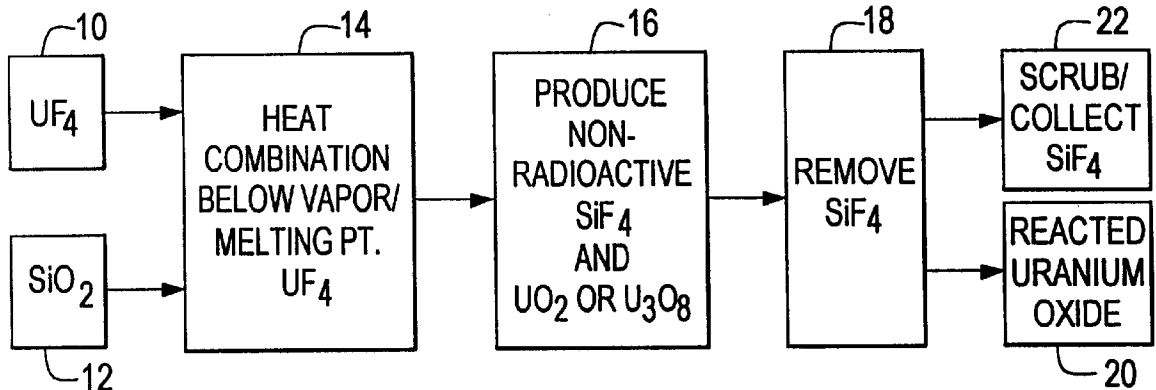 10
UF4
SiO2
12
14
HEAT
COMBINATION
BELOW VAPOR/
MELTING PT.
UF4
16
PRODUCE
NON-
RADIOACTIVE
SiF4
AND
UO2 OR U3O8
18
REMOVE
SiF4
22
SCRUB/
COLLECT
SiF4
REACTED
URANIUM
OXIDE
20